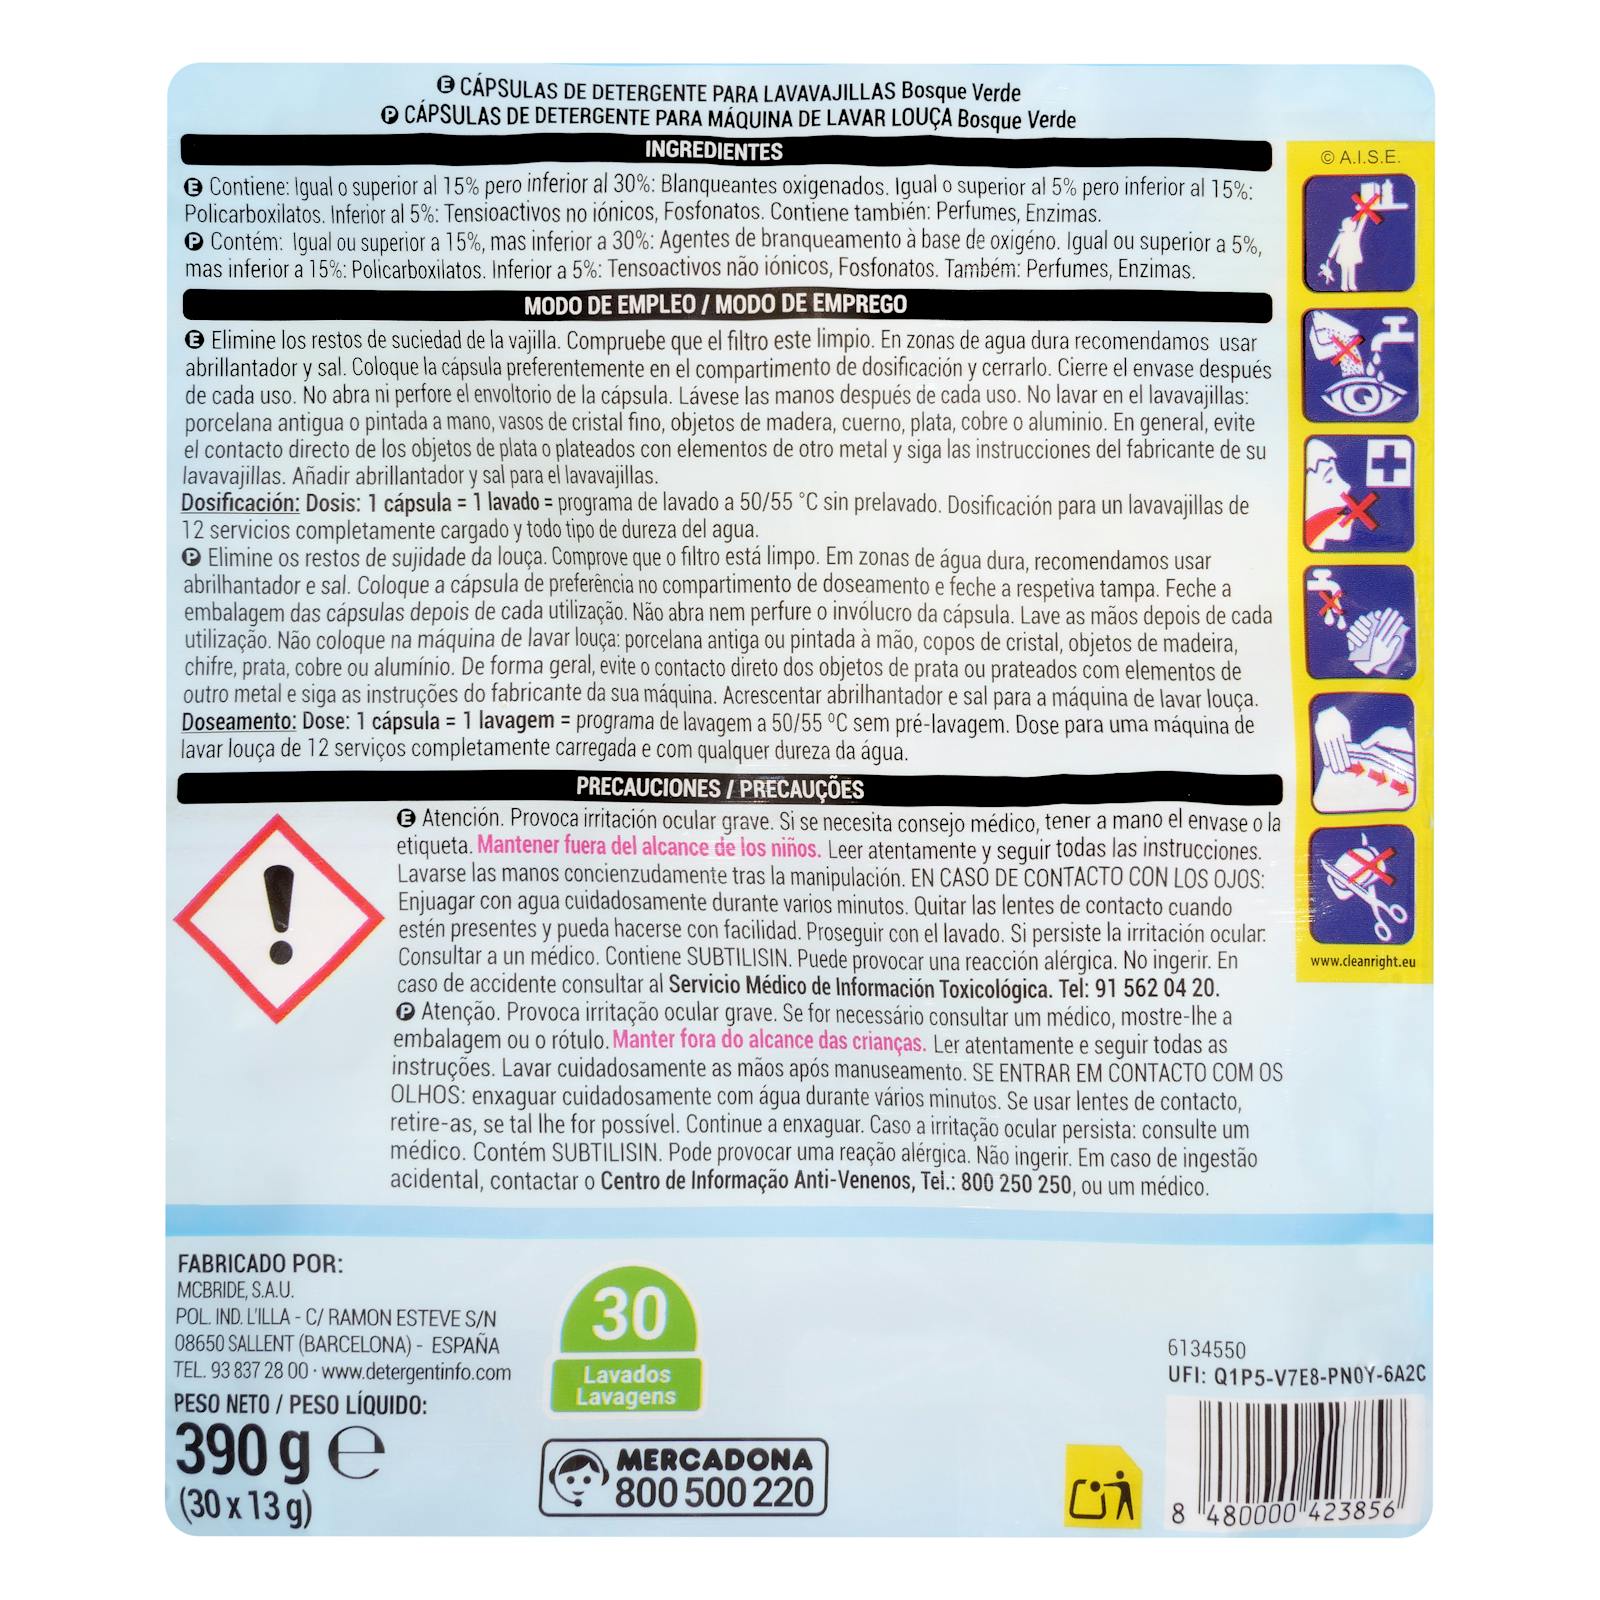 E CÁPSULAS DE DETERGENTE PARA LAVAVAJILLAS Bosque Verde
P CÁPSULAS DE DETERGENTE PARA MÁQUINA DE LAVAR LOUÇA Bosque Verde
INGREDIENTES
E Contiene: Igual o superior al 15% pero inferior al 30%: Blanqueantes oxigenados. Igual o superior al 5% pero inferior al 15%:
Policarboxilatos. Inferior al 5%: Tensioactivos no iónicos, Fosfonatos. Contiene también: Perfumes, Enzimas.
P Contém: Igual ou superior a 15%, mas inferior a 30%: Agentes de branqueamento à base de oxigéno. Igual ou superior a 5%,
mas inferior a 15%: Policarboxilatos. Inferior a 5%: Tensoactivos não iónicos, Fosfonatos. Também: Perfumes, Enzimas.
MODO DE EMPLEO / MODO DE EMPREGO
E Elimine los restos de suciedad de la vajilla. Compruebe que el filtro este limpio. En zonas de agua dura recomendamos usar
abrillantador y sal. Coloque la cápsula preferentemente en el compartimento de dosificación y cerrarlo. Cierre el envase después
de cada uso. No abra ni perfore el envoltorio de la cápsula. Lávese las manos después de cada uso. No lavar en el lavavajillas:
porcelana antigua o pintada a mano, vasos de cristal fino, objetos de madera, cuerno, plata, cobre o aluminio. En general, evite
el contacto directo de los objetos de plata o plateados con elementos de otro metal y siga las instrucciones del fabricante de su
lavavajillas. Añadir abrillantador y sal para el lavavajillas.
Dosificación: Dosis: 1 cápsula = 1 lavado = programa de lavado a 50/55 °C sin prelavado. Dosificación para un lavavajillas de
12 servicios completamente cargado y todo tipo de dureza del agua.
P Elimine os restos de sujidade da louça. Comprove que o filtro está limpo. Em zonas de água dura, recomendamos usar
abrilhantador e sal. Coloque a cápsula de preferência no compartimento de doseamento e feche a respetiva tampa. Feche a
embalagem das cápsulas depois de cada utilização. Não abra nem perfure o invólucro da cápsula. Lave as mãos depois de cada
utilização. Não coloque na máquina de lavar louça: porcelana antiga ou pintada à mão, copos de cristal, objetos de madeira,
chifre, prata, cobre ou alumínio. De forma geral, evite o contacto direto dos objetos de prata ou prateados com elementos de
outro metal e siga as instruções do fabricante da sua máquina. Acrescentar abrilhantador e sal para a máquina de lavar louça.
Doseamento: Dose: 1 cápsula = 1 lavagem = programa de lavagem a 50/55 ºC sem pré-lavagem. Dose para uma máquina de
lavar louça de 12 serviços completamente carregada e com qualquer dureza da água.
PRECAUCIONES / PRECAUÇÕES
E Atención. Provoca irritación ocular grave. Si se necesita consejo médico, tener a mano el envase o la
etiqueta. Mantener fuera del alcance de los niños. Leer atentamente y seguir todas las instrucciones.
Lavarse las manos concienzudamente tras la manipulación. EN CASO DE CONTACTO CON LOS OJOS:
Enjuagar con agua cuidadosamente durante varios minutos. Quitar las lentes de contacto cuando
estén presentes y pueda hacerse con facilidad. Proseguir con el lavado. Si persiste la irritación ocular:
Consultar a un médico. Contiene SUBTILISIN. Puede provocar una reacción alérgica. No ingerir. En
caso de accidente consultar al Servicio Médico de Información Toxicológica. Tel: 91 562 04 20.
P Atenção. Provoca irritação ocular grave. Se for necessário consultar um médico, mostre-lhe a
embalagem ou o rótulo. Manter fora do alcance das crianças. Ler atentamente e seguir todas as
instruções. Lavar cuidadosamente as mãos após manuseamento. SE ENTRAR EM CONTACTO COM OS
OLHOS: enxaguar cuidadosamente com água durante vários minutos. Se usar lentes de contacto,
retire-as, se tal lhe for possível. Continue a enxaguar. Caso a irritação ocular persista: consulte um
médico. Contém SUBTILISIN. Pode provocar uma reação alérgica. Não ingerir. Em caso de ingestão
acidental, contactar o Centro de Informação Anti-Venenos, Tel.: 800 250 250, ou um médico.
© A.I.S.E.
www.cleanright.eu
FABRICADO POR:
MCBRIDE, S.A.U.
POL. IND. L'ILLA - C/ RAMON ESTEVE S/N
08650 SALLENT (BARCELONA) - ESPAÑA
TEL. 93 837 28 00 · www.detergentinfo.com
PESO NETO / PESO LÍQUIDO:
390 g ℮
(30 x 13 g)
30
Lavados
Lavagens
MERCADONA
800 500 220
6134550
UFI: Q1P5-V7E8-PN0Y-6A2C
8 480000 423856